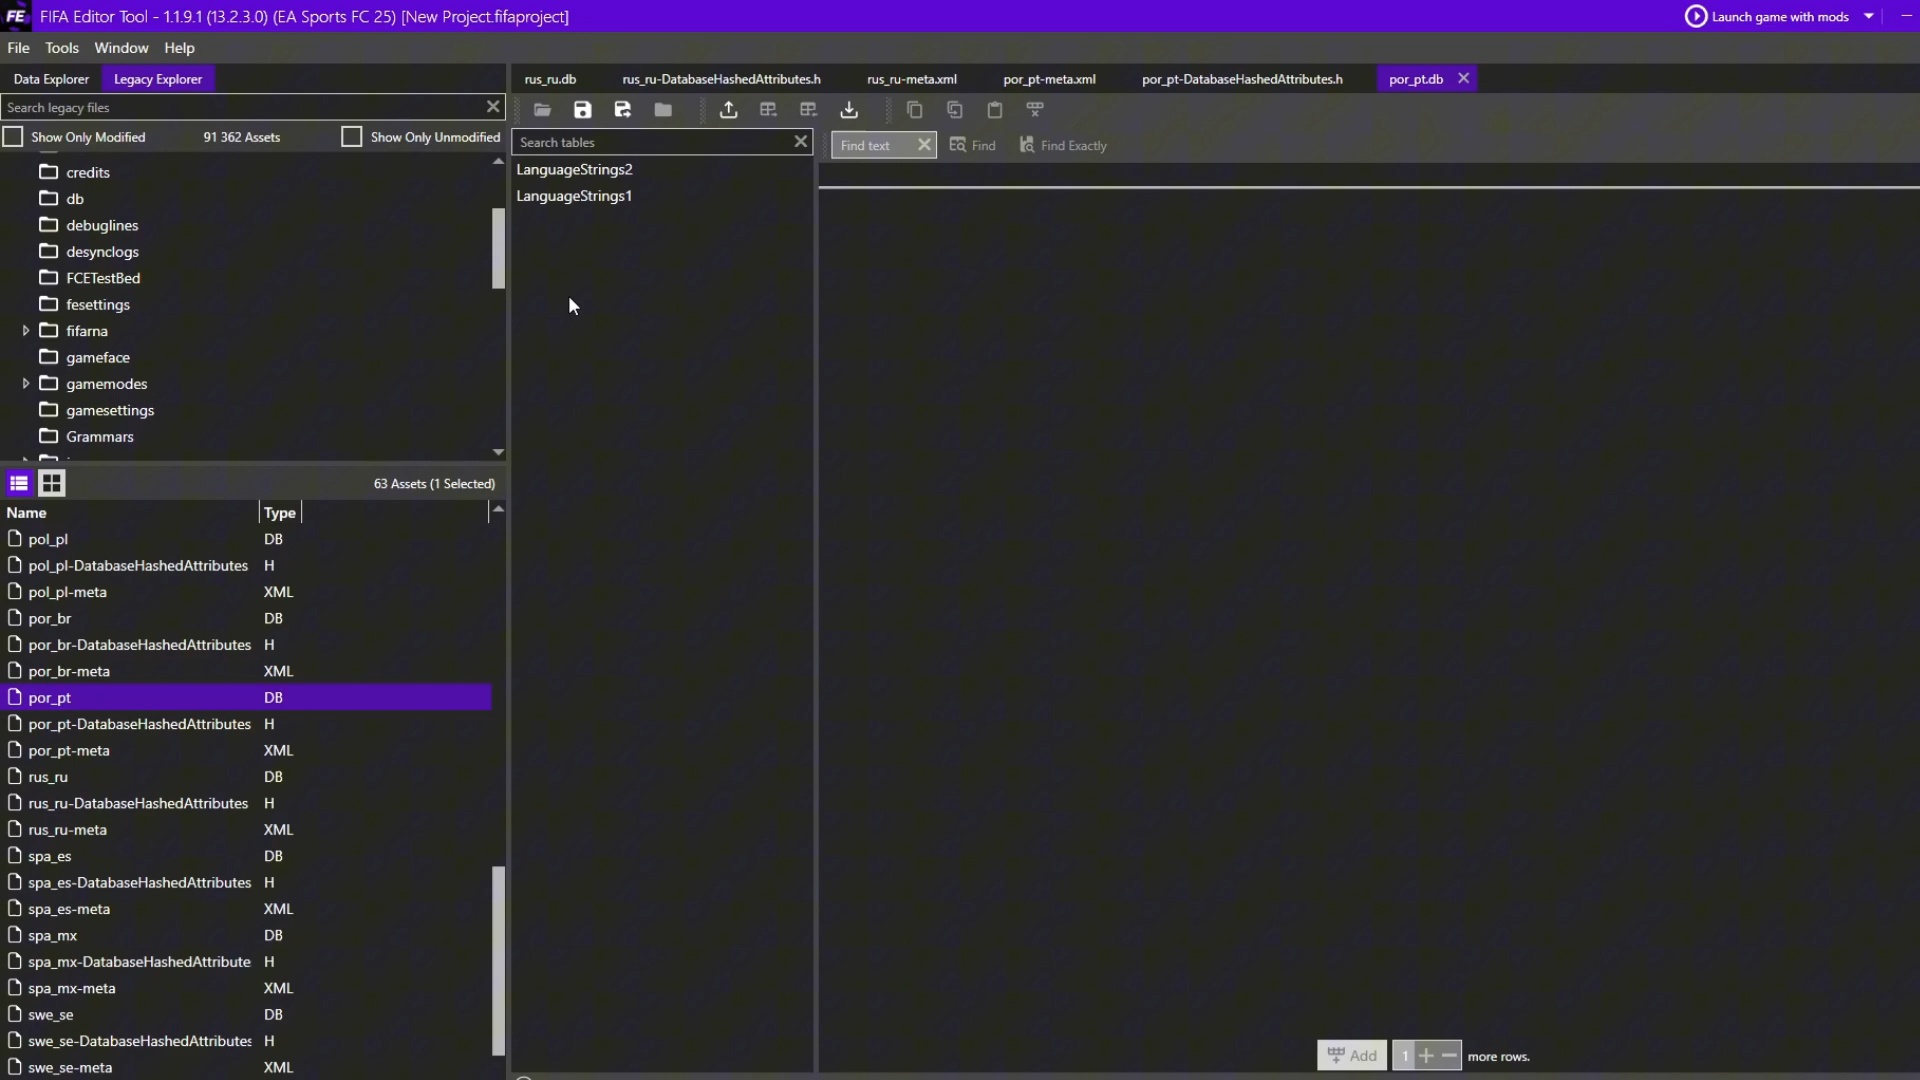 FE FIFA Editor Tool - 1.1.9.1 (13.2.3.0) (EA Sports FC 25) [New Project.fifaproject]
Launch game with mods
File Tools Window Help
Data Explorer Legacy Explorer
Search legacy files
Show Only Modified 91 362 Assets Show Only Unmodified
credits
db
debuglines
desynclogs
FCETestBed
fesettings
fifarna
gameface
gamemodes
gamesettings
Grammars
63 Assets (1 Selected)
Name Type
pol_pl DB
pol_pl-DatabaseHashedAttributes H
pol_pl-meta XML
por_br DB
por_br-DatabaseHashedAttributes H
por_br-meta XML
por_pt DB
por_pt-DatabaseHashedAttributes H
por_pt-meta XML
rus_ru DB
rus_ru-DatabaseHashedAttributes H
rus_ru-meta XML
spa_es DB
spa_es-DatabaseHashedAttributes H
spa_es-meta XML
spa_mx DB
spa_mx-DatabaseHashedAttribute H
spa_mx-meta XML
swe_se DB
swe_se-DatabaseHashedAttributes H
swe_se-meta XML
rus_ru.db rus_ru-DatabaseHashedAttributes.h rus_ru-meta.xml por_pt-meta.xml por_pt-DatabaseHashedAttributes.h por_pt.db
Search tables
LanguageStrings2
LanguageStrings1
Find text Find Find Exactly
Add 1 more rows.